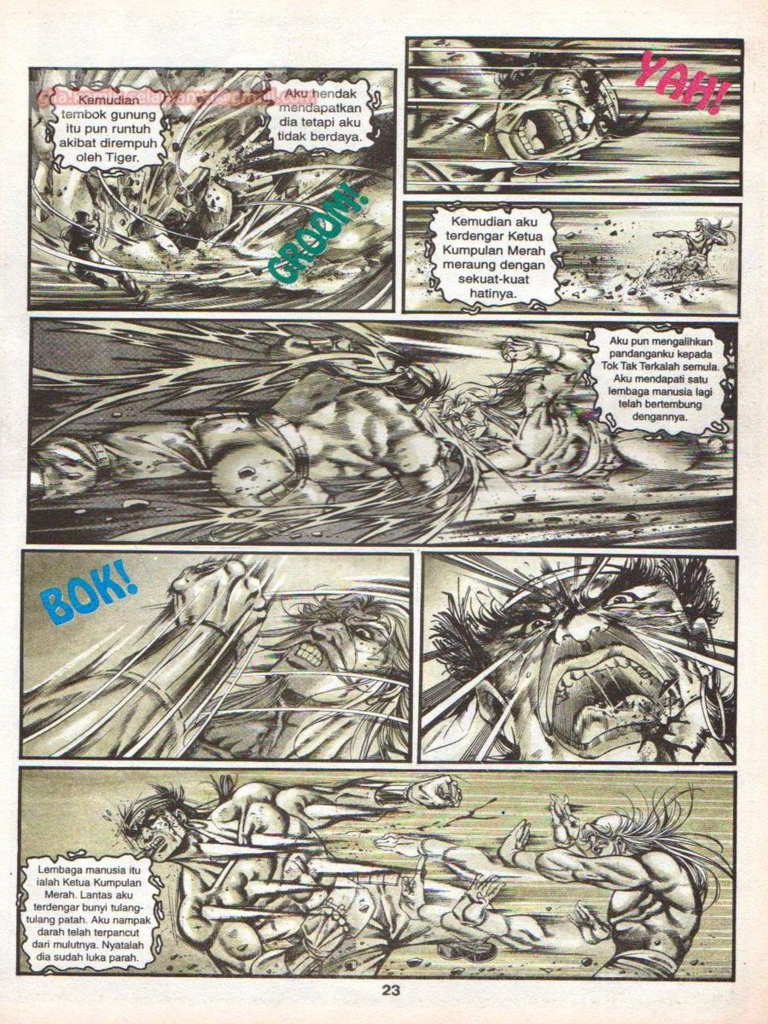 Kemudian
tembok gunung
itu pun runtuh
akibat dirempuh
oleh Tiger.
Aku hendak
mendapatkan
dia tetapi aku
tidak berdaya.
GROOM!
YAH!
Kemudian aku
terdengar Ketua
Kumpulan Merah
meraung dengan
sekuat-kuat
hatinya.
Aku pun mengalihkan
pandanganku kepada
Tok Tak Terkalah semula.
Aku mendapati satu
lembaga manusia lagi
telah bertembung
dengannya.
BOK!
Lembaga manusia itu
ialah Ketua Kumpulan
Merah. Lantas aku
terdengar bunyi tulang-
tulang patah. Aku nampak
darah telah terpancut
dari mulutnya. Nyatalah
dia sudah luka parah.
23